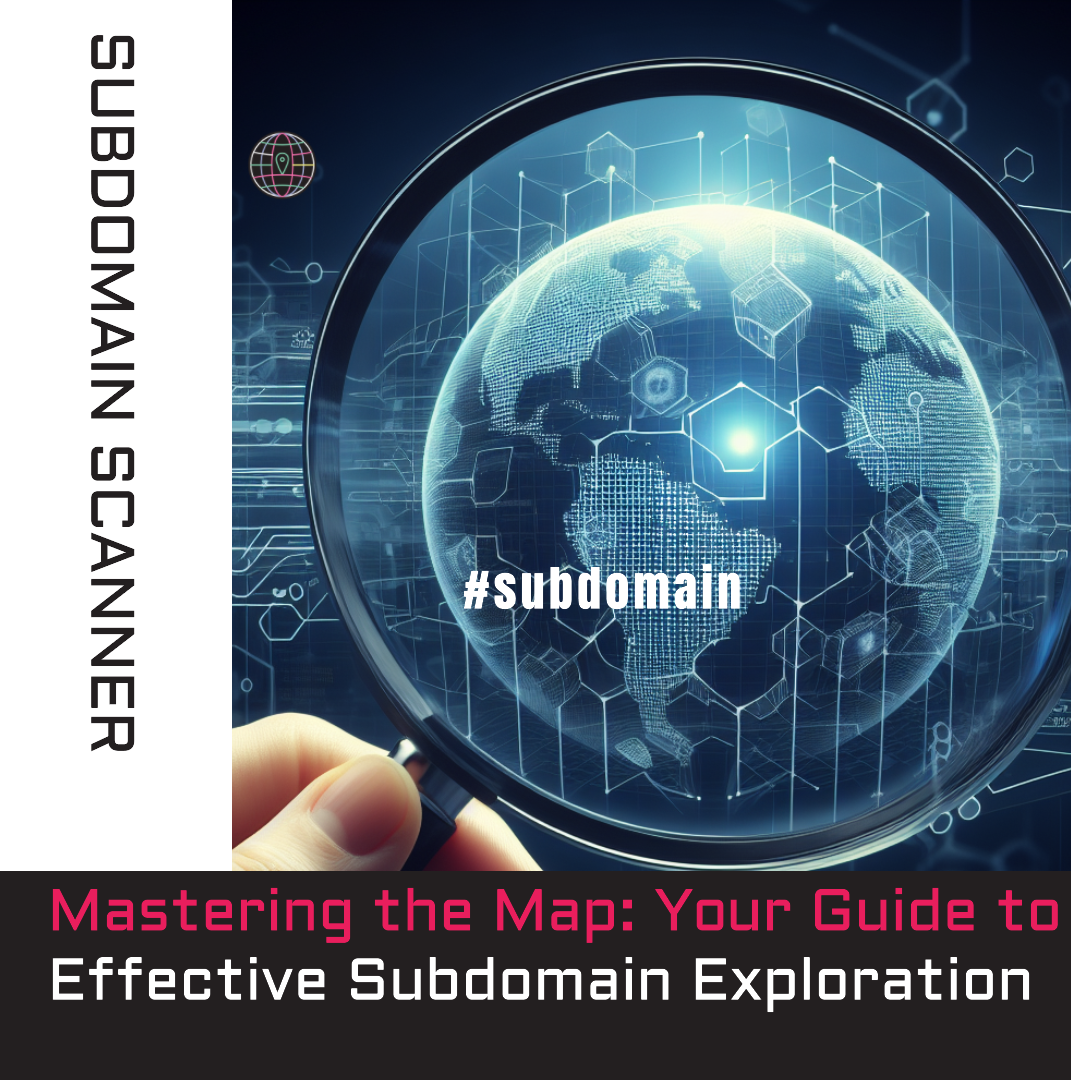 SUBDOMAIN SCANNER
#subdomain
Mastering the Map: Your Guide to
Effective Subdomain Exploration